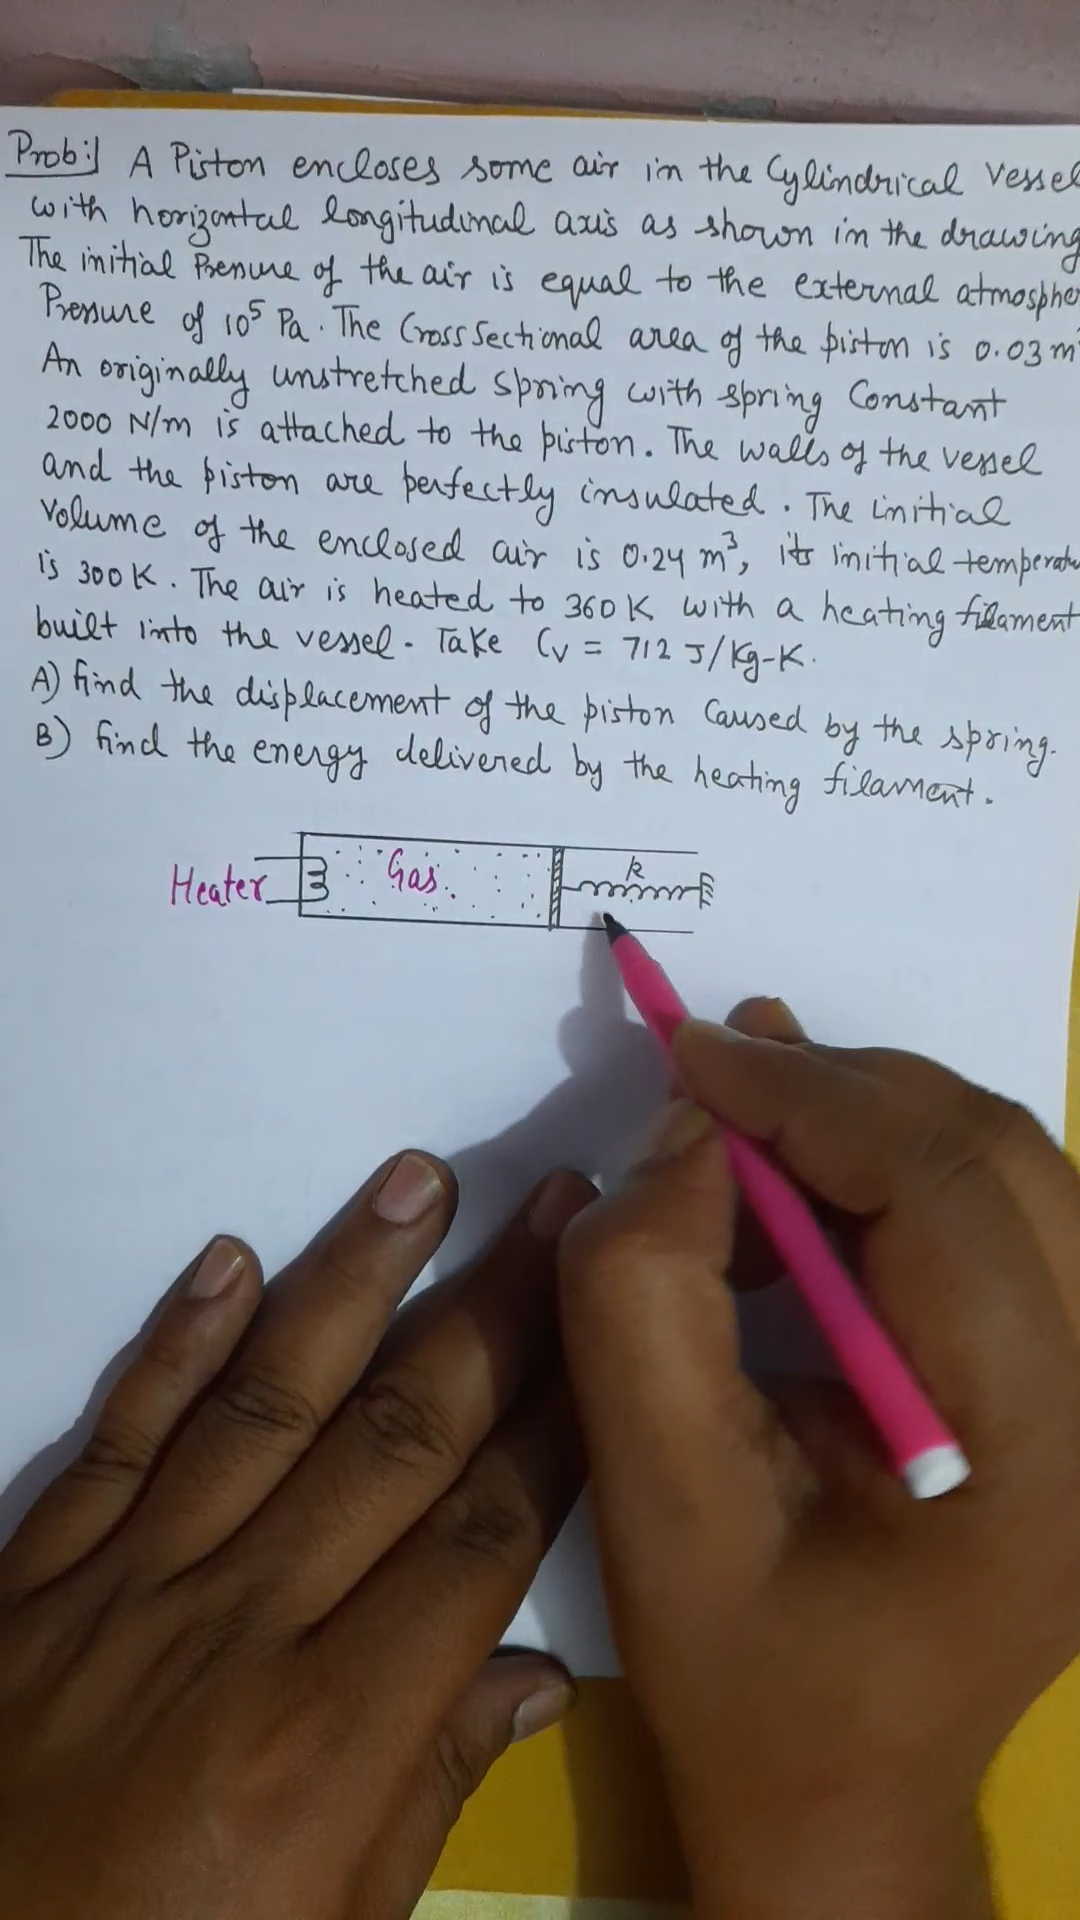 Prob:1 A Piston encloses some air in the Cylindrical Vessel
with horizontal longitudinal axis as shown in the drawing
The initial Pressure of the air is equal to the external atmosphe
Pressure of 10⁵ Pa. The Cross Sectional area of the piston is 0.03 m
An originally unstretched spring with spring Constant
2000 N/m is attached to the piston. The walls of the vessel
and the piston are perfectly insulated. The initial
volume of the enclosed air is 0.24 m³, its initial temperatu
is 300 K. The air is heated to 360 K with a heating filament
built into the vessel. Take Cv = 712 J/Kg-K.
A) find the displacement of the piston Caused by the spring.
B) find the energy delivered by the heating filament.
Heater Gas k